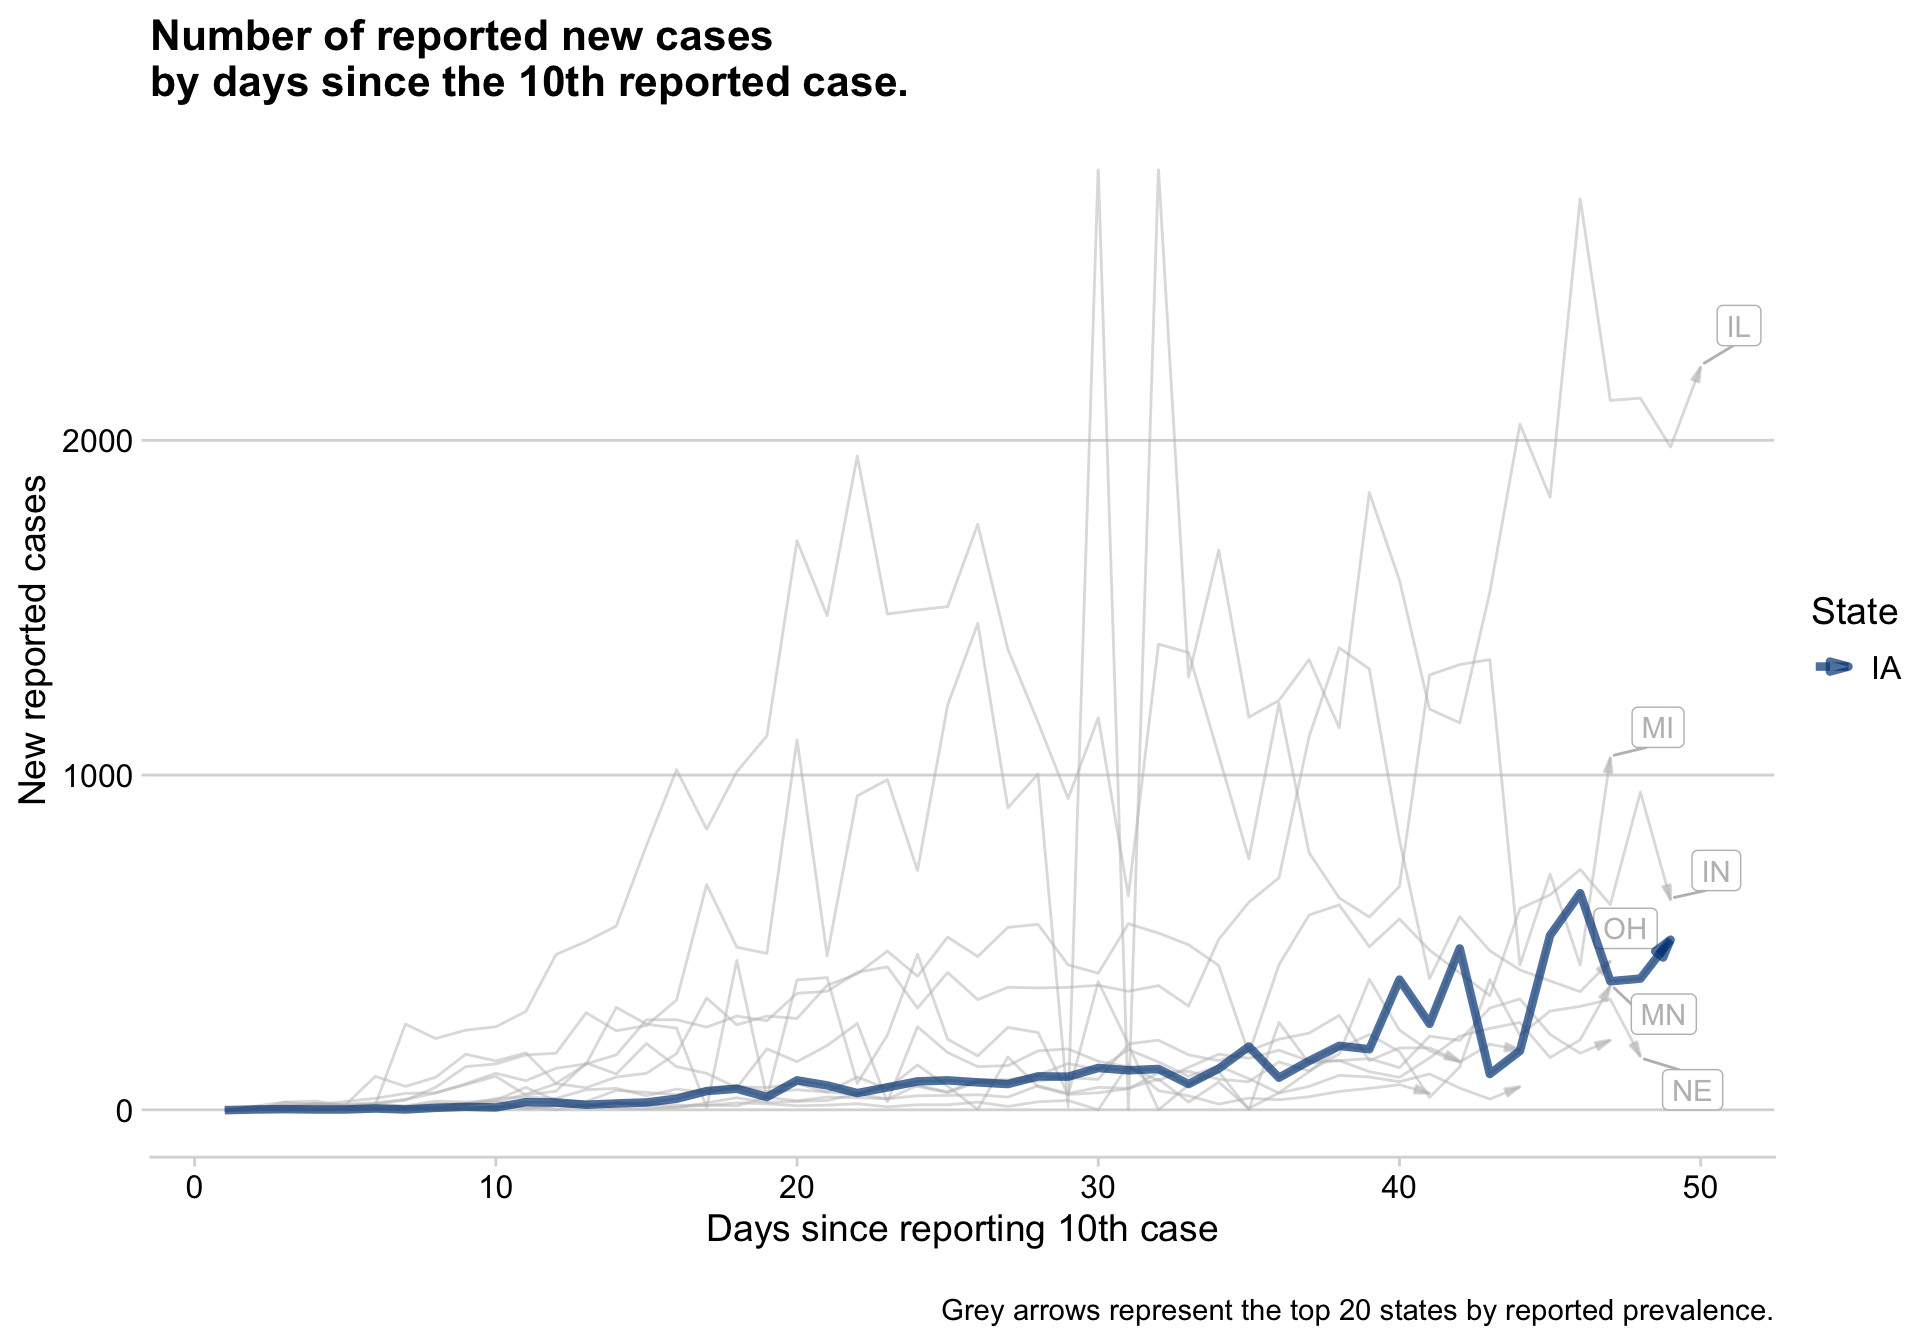 Number of reported new cases
by days since the 10th reported case.
New reported cases
2000
1000
0
IL
MI
IN
OH
MN
NE
State
IA
0 10 20 30 40 50
Days since reporting 10th case
Grey arrows represent the top 20 states by reported prevalence.